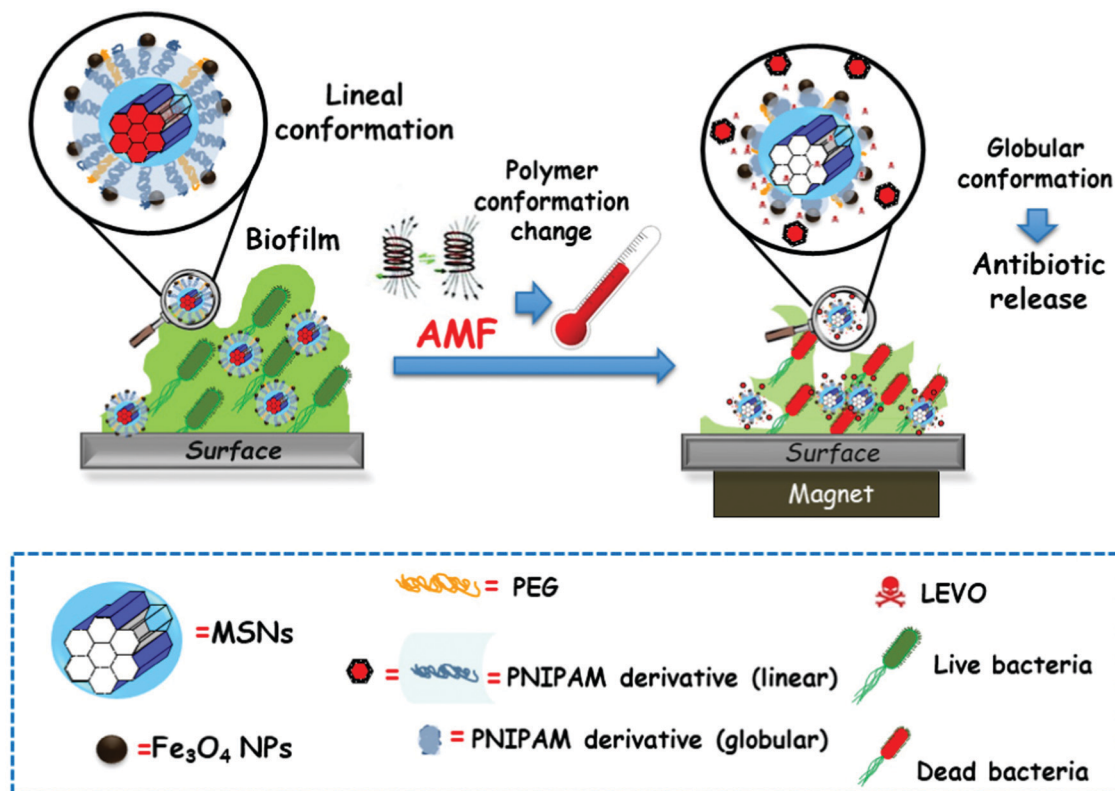 Lineal
conformation
Polymer
conformation
change
Globular
conformation
Antibiotic
release
Biofilm
AMF
Surface
Surface
Magnet
=MSNs
=Fe₃O₄ NPs
= PEG
= = PNIPAM derivative (linear)
= PNIPAM derivative (globular)
LEVO
Live bacteria
Dead bacteria